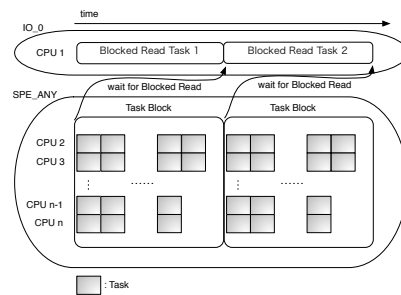 time
IO_0
CPU 1
Blocked Read Task 1
Blocked Read Task 2
wait for Blocked Read
wait for Blocked Read
SPE_ANY
Task Block
Task Block
CPU 2
CPU 3
CPU n-1
CPU n
: Task